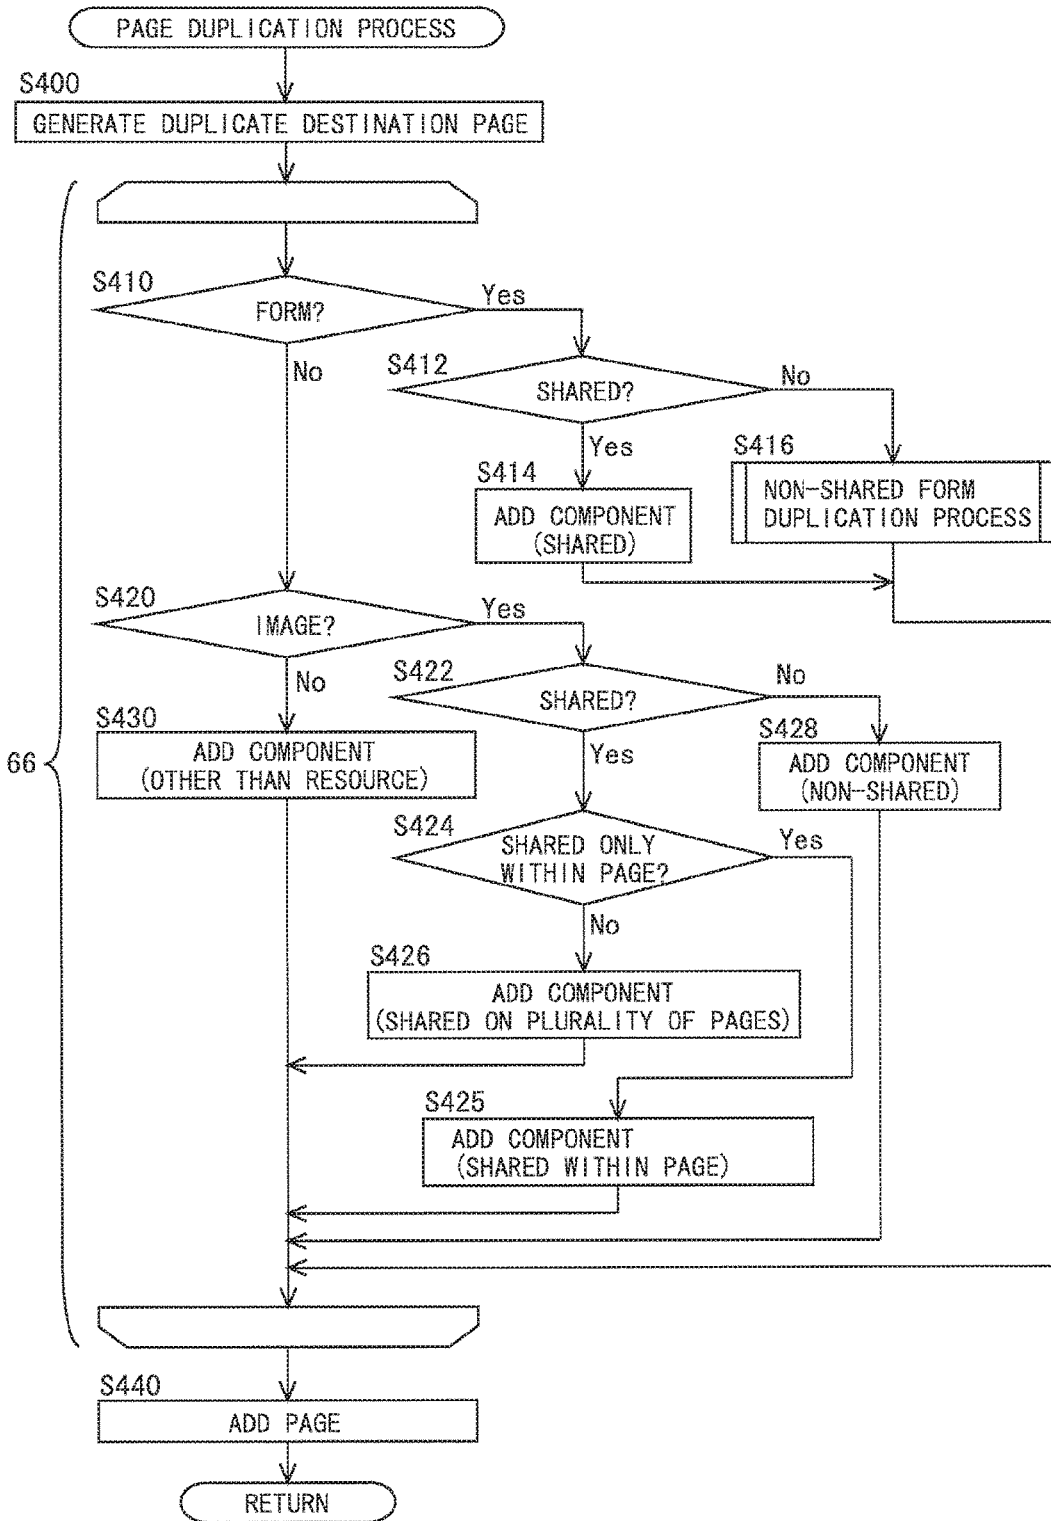 PAGE DUPLICATION PROCESS
S400
GENERATE DUPLICATE DESTINATION PAGE
S410
FORM?
Yes
No
S412
SHARED?
No
Yes
S414
ADD COMPONENT
(SHARED)
S416
NON-SHARED FORM
DUPLICATION PROCESS
S420
IMAGE?
Yes
No
S422
SHARED?
No
Yes
S430
ADD COMPONENT
(OTHER THAN RESOURCE)
S428
ADD COMPONENT
(NON-SHARED)
66
S424
SHARED ONLY
WITHIN PAGE?
Yes
No
S426
ADD COMPONENT
(SHARED ON PLURALITY OF PAGES)
S425
ADD COMPONENT
(SHARED WITHIN PAGE)
S440
ADD PAGE
RETURN